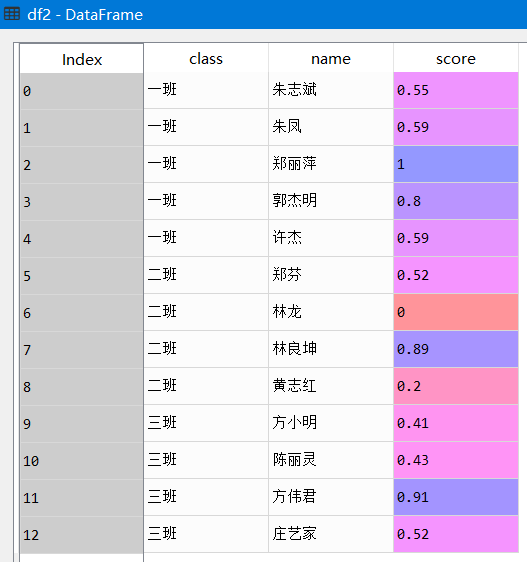 df2 - DataFrame
Index class name score
0 一班 朱志斌 0.55
1 一班 朱凤 0.59
2 一班 郑丽萍 1
3 一班 郭杰明 0.8
4 一班 许杰 0.59
5 二班 郑芬 0.52
6 二班 林龙 0
7 二班 林良坤 0.89
8 二班 黄志红 0.2
9 三班 方小明 0.41
10 三班 陈丽灵 0.43
11 三班 方伟君 0.91
12 三班 庄艺家 0.52